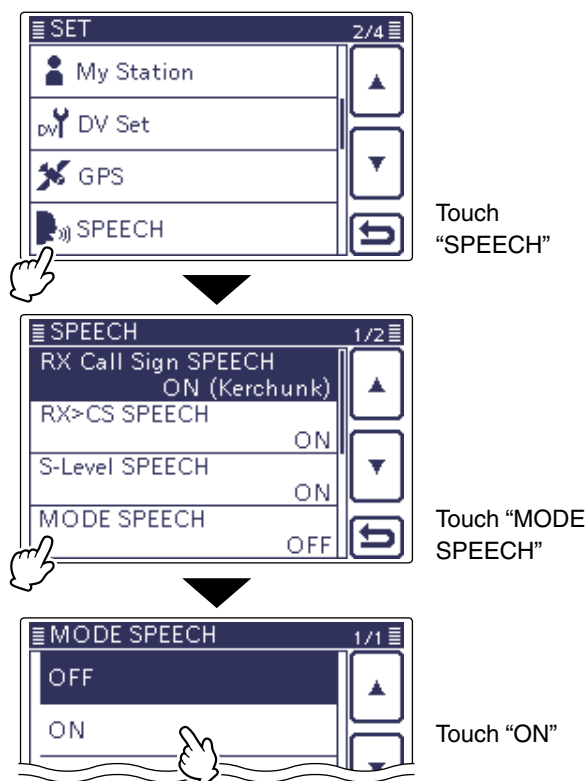 SET 2/4
My Station
DV DV Set
GPS
SPEECH
Touch
“SPEECH”
SPEECH 1/2
RX Call Sign SPEECH
ON (Kerchunk)
RX>CS SPEECH
ON
S-Level SPEECH
ON
MODE SPEECH
OFF
Touch “MODE
SPEECH”
MODE SPEECH 1/1
OFF
ON
Touch “ON”